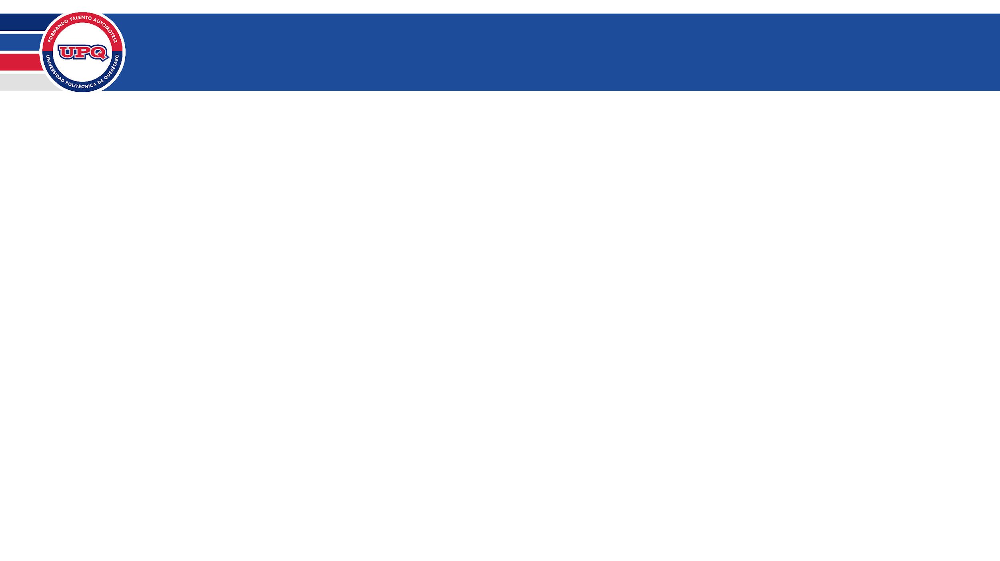 FORMANDO TALENTO AUTOMOTRIZ
UPQ
UNIVERSIDAD POLITÉCNICA DE QUERÉTARO